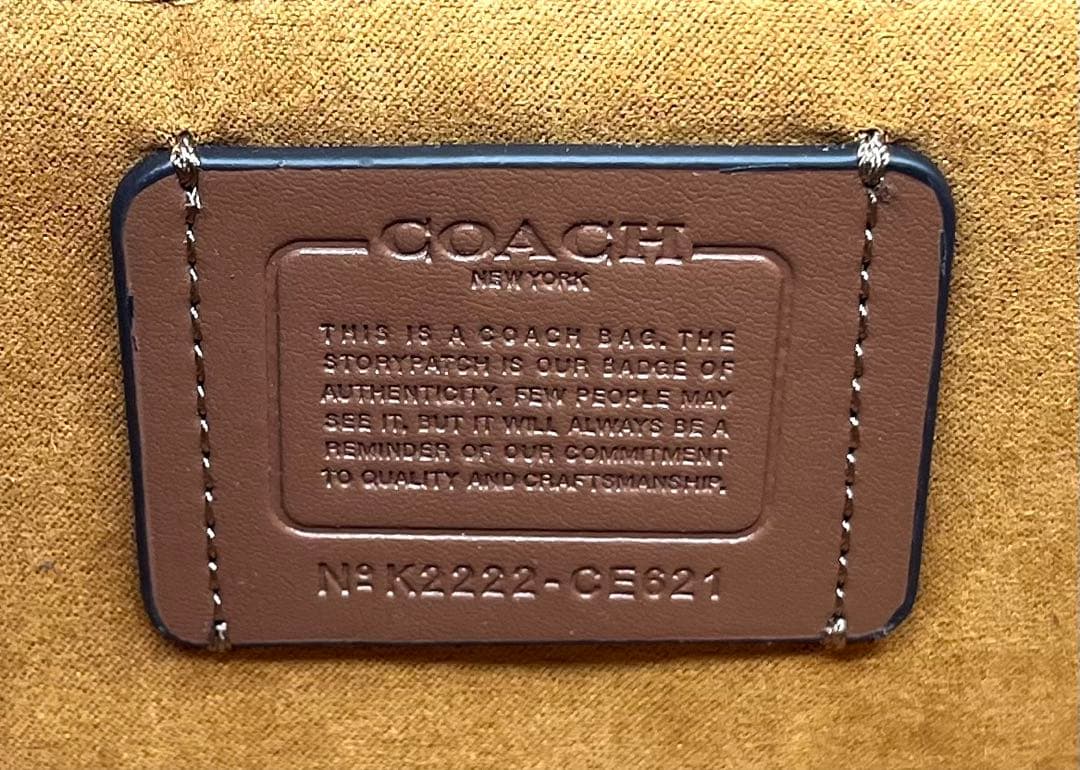 COACH
NEW YORK
THIS IS A COACH BAG. THE
STORYPATCH IS OUR BADGE OF
AUTHENTICITY. FEW PEOPLE MAY
SEE IT, BUT IT WILL ALWAYS BE A
REMINDER OF OUR COMMITMENT
TO QUALITY AND CRAFTSMANSHIP.
Nº K2222-CE621